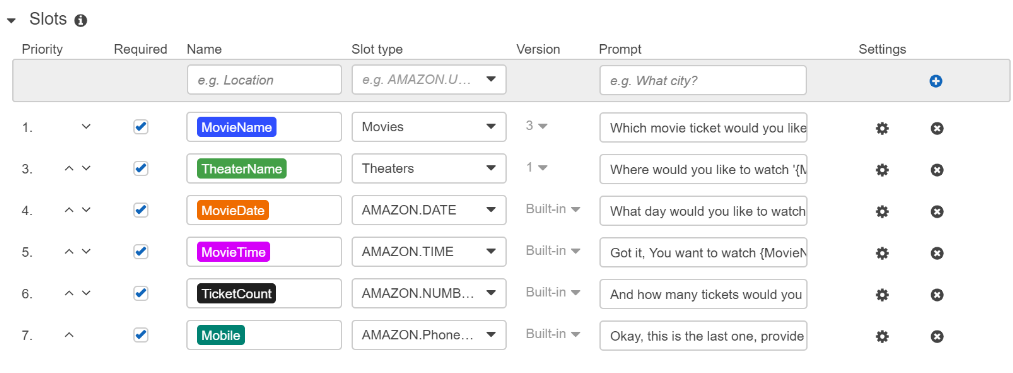 Slots
Priority Required Name Slot type Version Prompt Settings
e.g. Location e.g. AMAZON.U... e.g. What city?
1. MovieName Movies 3 Which movie ticket would you like
3. TheaterName Theaters 1 Where would you like to watch '{M
4. MovieDate AMAZON.DATE Built-in What day would you like to watch
5. MovieTime AMAZON.TIME Built-in Got it, You want to watch {MovieN
6. TicketCount AMAZON.NUMB... Built-in And how many tickets would you
7. Mobile AMAZON.Phone... Built-in Okay, this is the last one, provide